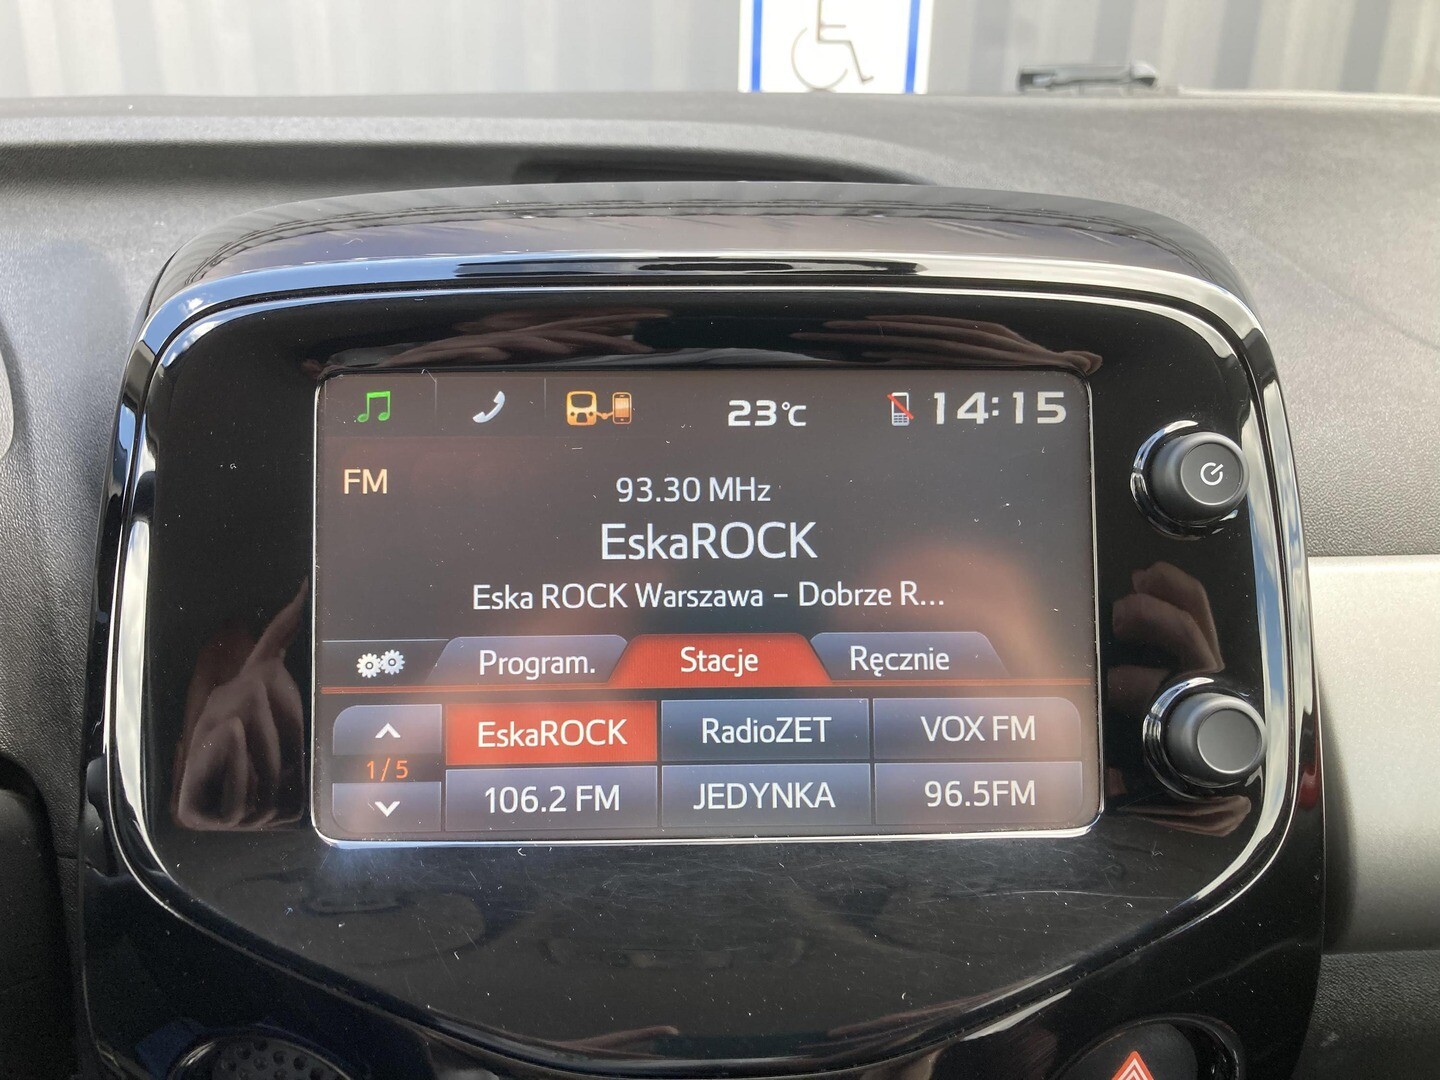 23°C
14:15
FM
93.30 MHz
EskaROCK
Eska ROCK Warszawa – Dobrze R...
Program.
Stacje
Ręcznie
EskaROCK
RadioZET
VOX FM
1/5
106.2 FM
JEDYNKA
96.5FM